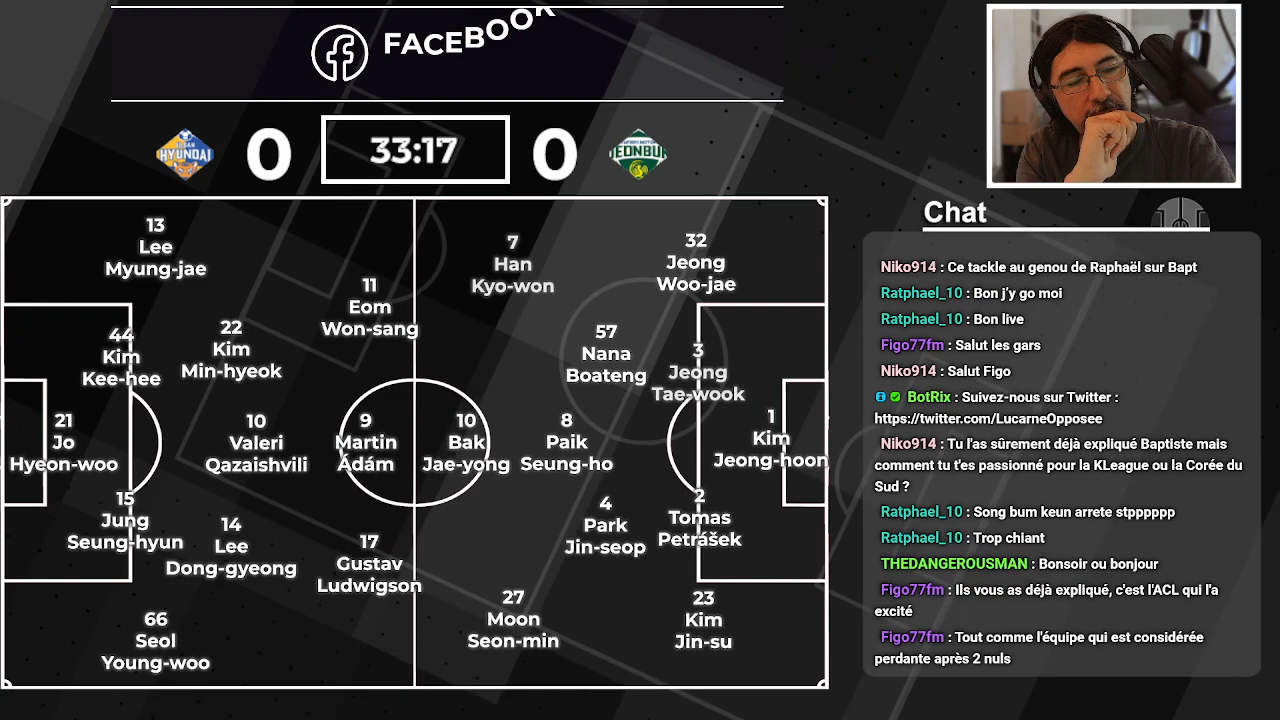 FACEBOOK
HYUNDAI
0
33:17
0
13
Lee
Myung-jae
44
Kim
Kee-hee
22
Kim
Min-hyeok
11
Eom
Won-sang
21
Jo
Hyeon-woo
10
Valeri
Qazaishvili
9
Martin
Ádám
15
Jung
Seung-hyun
14
Lee
Dong-gyeong
17
Gustav
Ludwigson
66
Seol
Young-woo
7
Han
Kyo-won
32
Jeong
Woo-jae
57
Nana
Boateng
3
Jeong
Tae-wook
10
Bak
Jae-yong
8
Paik
Seung-ho
1
Kim
Jeong-hoon
4
Park
Jin-seop
2
Tomas
Petrášek
27
Moon
Seon-min
23
Kim
Jin-su
Chat
Niko914 : Ce tackle au genou de Raphaël sur Bapt
Ratphael_10 : Bon j'y go moi
Ratphael_10 : Bon live
Figo77fm : Salut les gars
Niko914 : Salut Figo
BotRix : Suivez-nous sur Twitter :
https://twitter.com/LucarneOpposee
Niko914 : Tu l'as sûrement déjà expliqué Baptiste mais
comment tu t'es passionné pour la KLeague ou la Corée du
Sud ?
Ratphael_10 : Song bum keun arrete stpppppp
Ratphael_10 : Trop chiant
THEDANGEROUSMAN : Bonsoir ou bonjour
Figo77fm : Ils vous as déjà expliqué, c'est l'ACL qui l'a
excité
Figo77fm : Tout comme l'équipe qui est considérée
perdante après 2 nuls